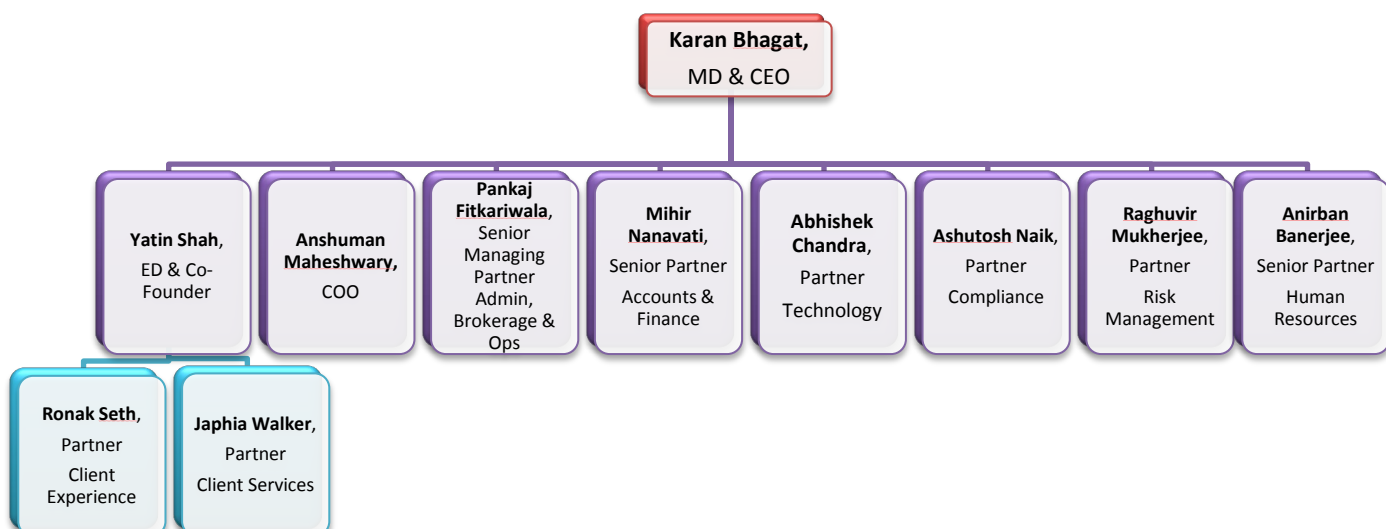 Karan Bhagat,
MD & CEO
Yatin Shah,
ED & Co-
Founder
Anshuman
Maheshwary,
COO
Pankaj
Fitkariwala,
Senior
Managing
Partner
Admin,
Brokerage &
Ops
Mihir
Nanavati,
Senior Partner
Accounts &
Finance
Abhishek
Chandra,
Partner
Technology
Ashutosh Naik,
Partner
Compliance
Raghuvir
Mukherjee,
Partner
Risk
Management
Anirban
Banerjee,
Senior Partner
Human
Resources
Ronak Seth,
Partner
Client
Experience
Japhia Walker,
Partner
Client Services